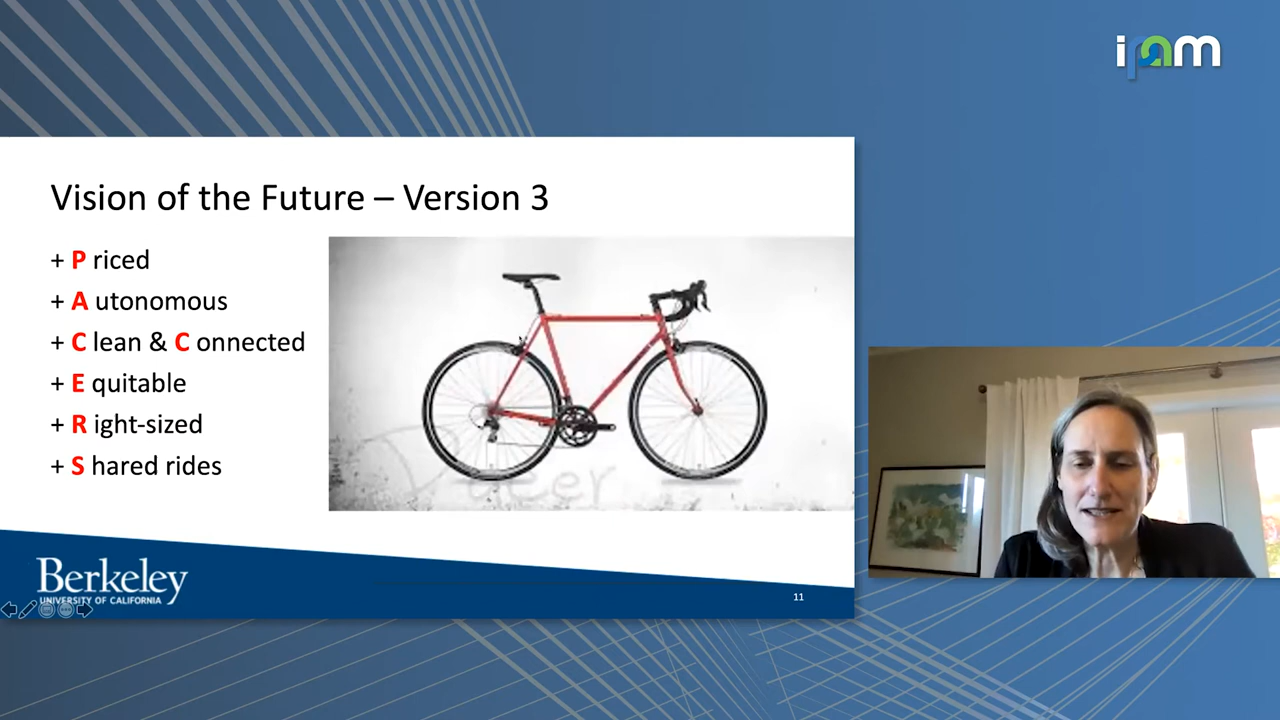 ipam
Vision of the Future – Version 3
+ P riced
+ A utonomous
+ C lean & C onnected
+ E quitable
+ R ight-sized
+ S hared rides
Pacer
Berkeley
UNIVERSITY OF CALIFORNIA
11